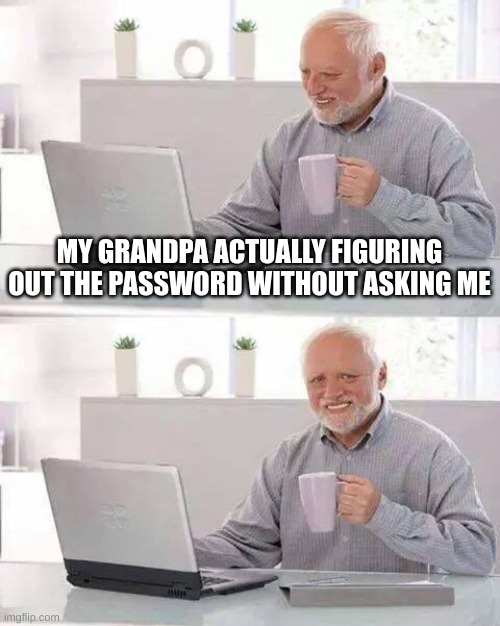 MY GRANDPA ACTUALLY FIGURING
OUT THE PASSWORD WITHOUT ASKING ME
imgflip.com